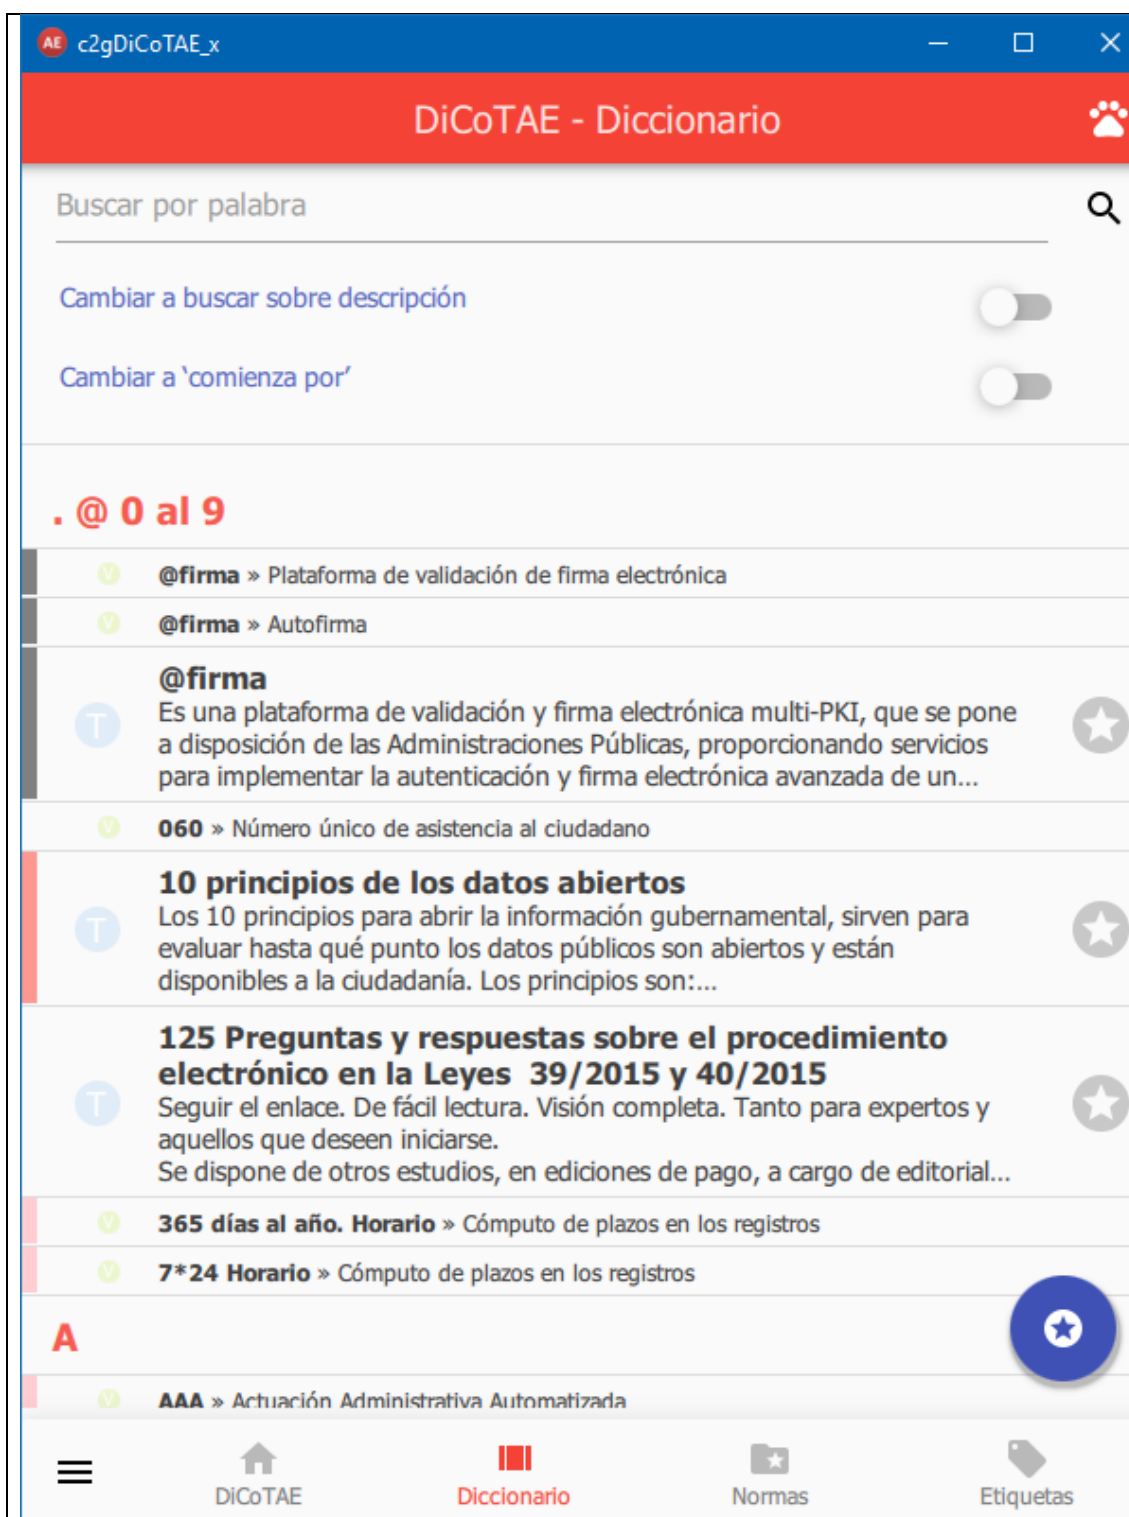 AE c2gDiCoTAE_x
DiCoTAE - Diccionario
Buscar por palabra
Cambiar a buscar sobre descripción
Cambiar a ‘comienza por’
. @ 0 al 9
V @firma » Plataforma de validación de firma electrónica
V @firma » Autofirma
@firma
T
Es una plataforma de validación y firma electrónica multi-PKI, que se pone
a disposición de las Administraciones Públicas, proporcionando servicios
para implementar la autenticación y firma electrónica avanzada de un...
V 060 » Número único de asistencia al ciudadano
10 principios de los datos abiertos
T
Los 10 principios para abrir la información gubernamental, sirven para
evaluar hasta qué punto los datos públicos son abiertos y están
disponibles a la ciudadanía. Los principios son:...
125 Preguntas y respuestas sobre el procedimiento
electrónico en la Leyes  39/2015 y 40/2015
T
Seguir el enlace. De fácil lectura. Visión completa. Tanto para expertos y
aquellos que deseen iniciarse.
Se dispone de otros estudios, en ediciones de pago, a cargo de editorial...
V 365 días al año. Horario » Cómputo de plazos en los registros
V 7*24 Horario » Cómputo de plazos en los registros
A
V AAA » Actuación Administrativa Automatizada
DiCoTAE Diccionario Normas Etiquetas